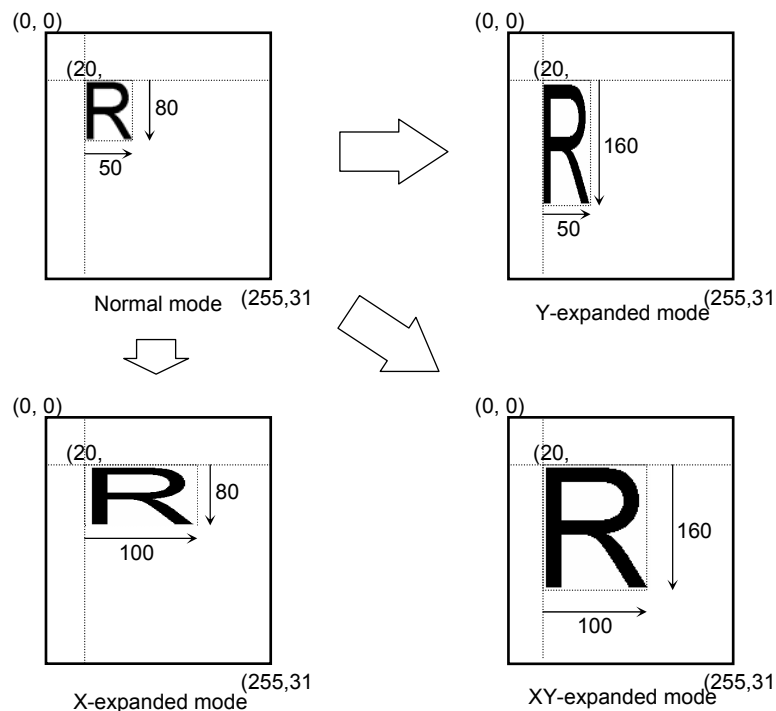 (0, 0)
(20,
R
80
50
Normal mode
(255,31
(0, 0)
(20,
R
160
50
Y-expanded mode
(255,31
(0, 0)
(20,
R
80
100
X-expanded mode
(255,31
(0, 0)
(20,
R
160
100
XY-expanded mode
(255,31